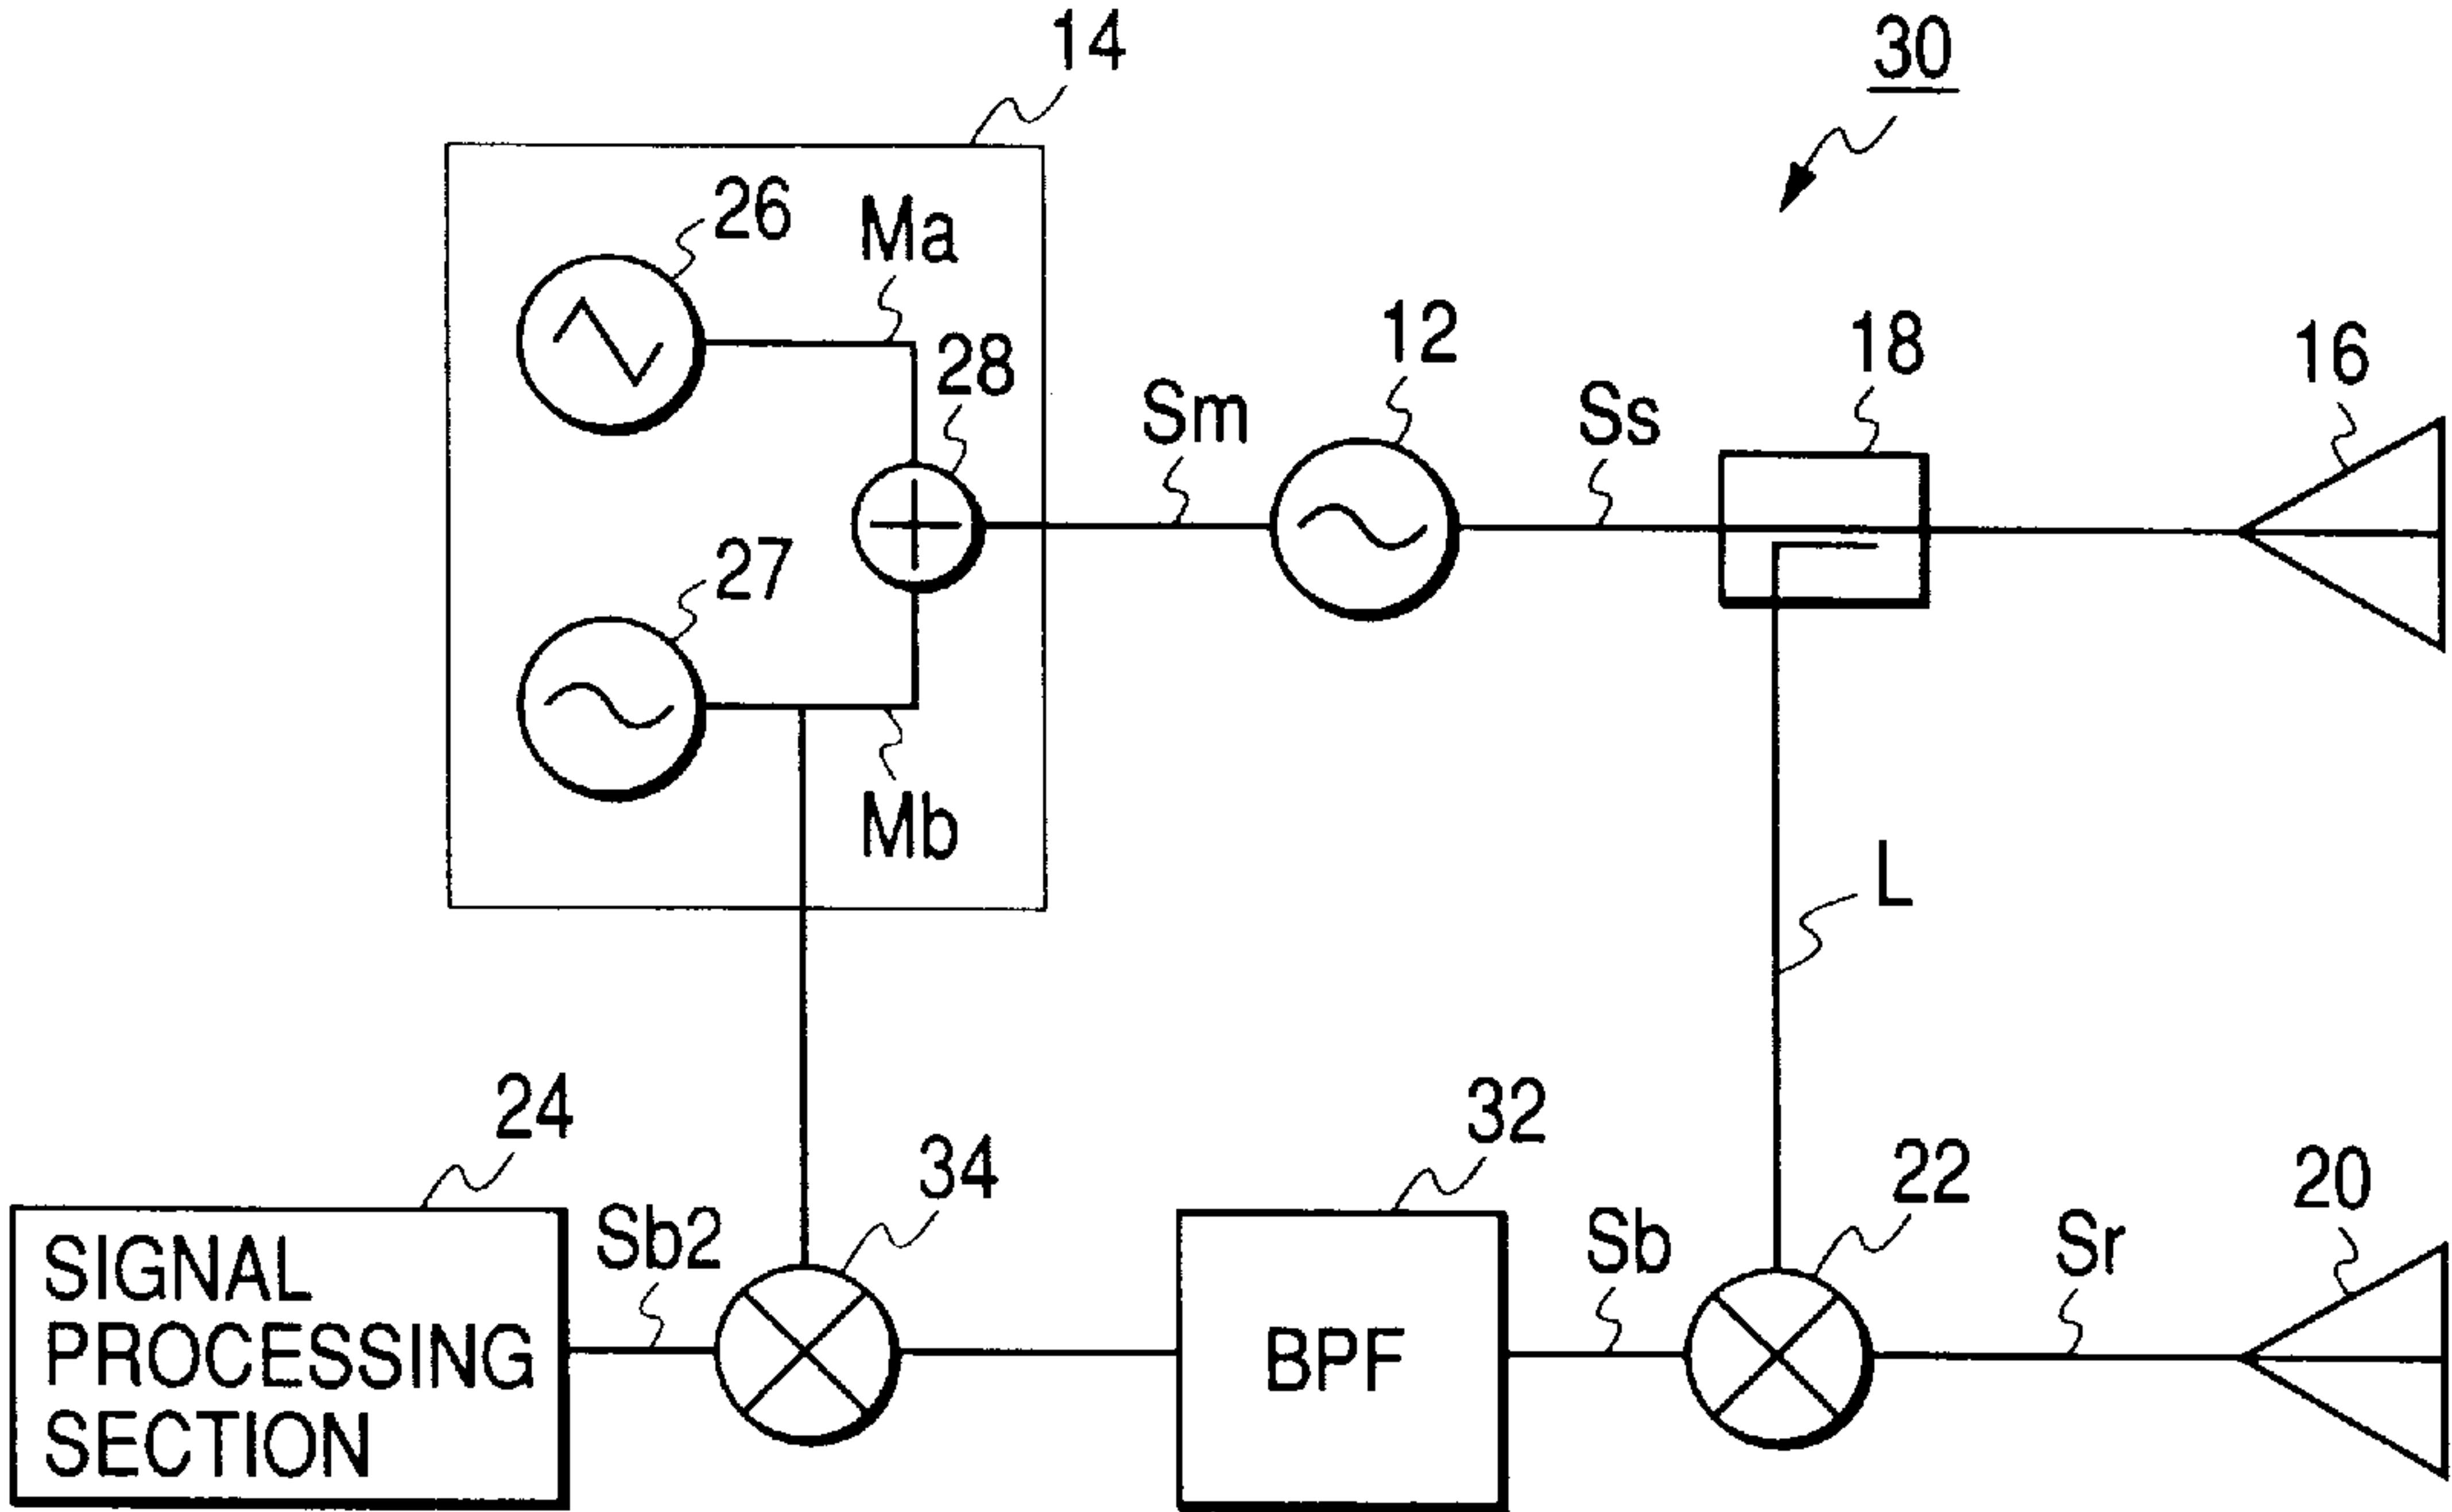 14
30
26
Ma
28
12
18
16
Sm
Ss
27
Mb
L
24
34
32
22
20
Sb2
Sb
Sr
SIGNAL
PROCESSING
SECTION
BPF